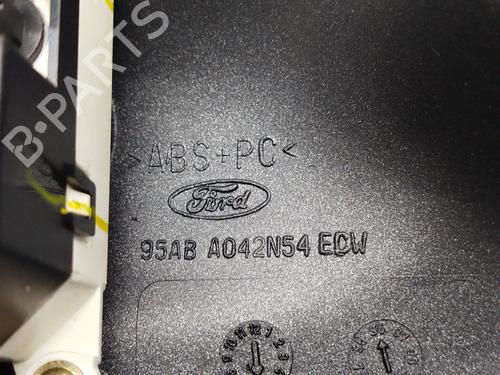 B-PARTS
>ABS+PC<
Ford
95AB A042N54 ECW